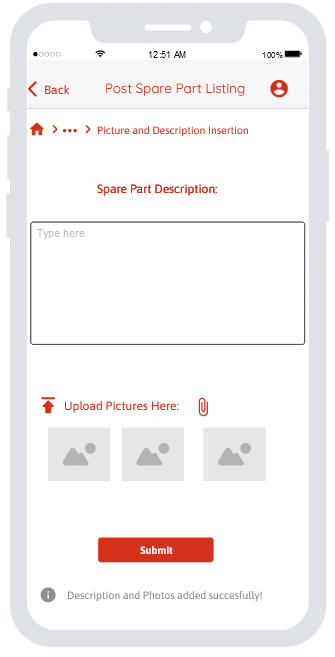 12:51 AM
100%
Back
Post Spare Part Listing
Picture and Description Insertion
Spare Part Description:
Type here
Upload Pictures Here:
Submit
Description and Photos added succesfully!